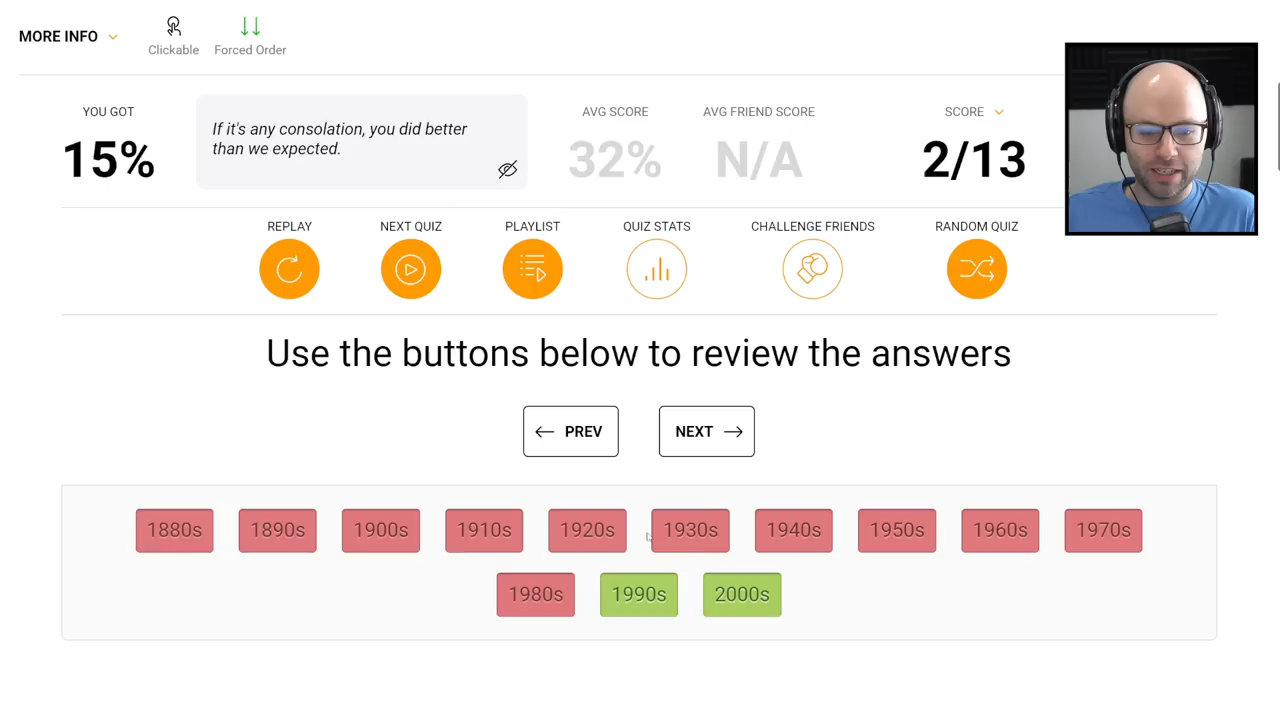 MORE INFO
Clickable
Forced Order
YOU GOT
15%
If it's any consolation, you did better
than we expected.
AVG SCORE
32%
AVG FRIEND SCORE
N/A
SCORE
2/13
REPLAY
NEXT QUIZ
PLAYLIST
QUIZ STATS
CHALLENGE FRIENDS
RANDOM QUIZ
Use the buttons below to review the answers
PREV
NEXT
1880s
1890s
1900s
1910s
1920s
1930s
1940s
1950s
1960s
1970s
1980s
1990s
2000s